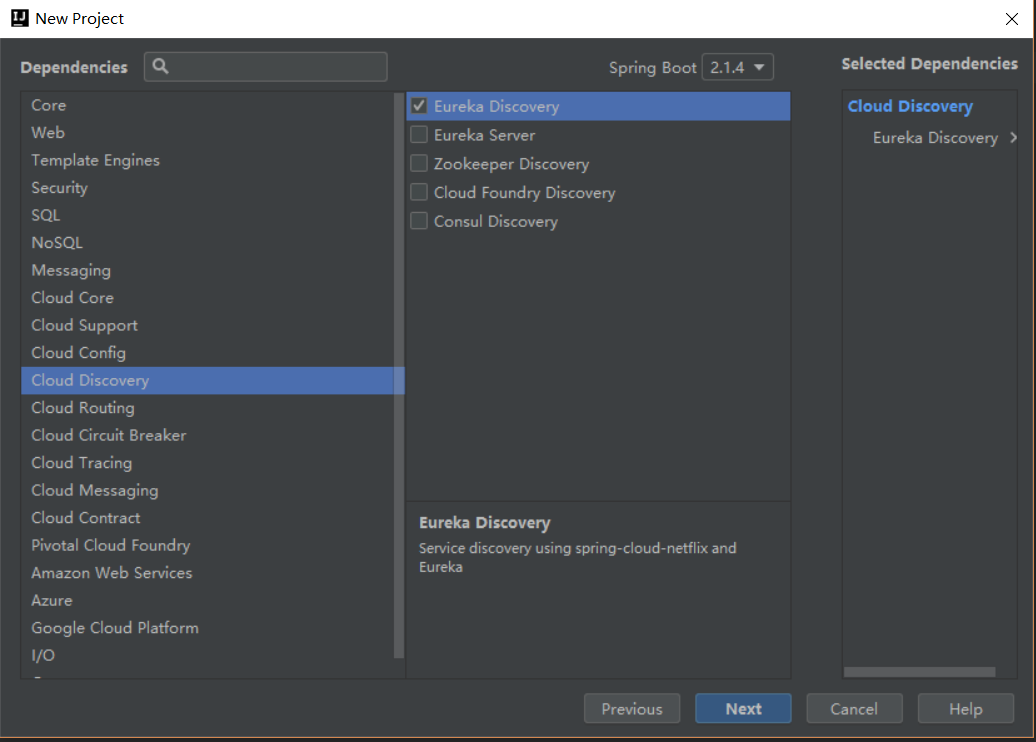 New Project
Dependencies
Spring Boot 2.1.4
Selected Dependencies
Core
Web
Template Engines
Security
SQL
NoSQL
Messaging
Cloud Core
Cloud Support
Cloud Config
Cloud Discovery
Cloud Routing
Cloud Circuit Breaker
Cloud Tracing
Cloud Messaging
Cloud Contract
Pivotal Cloud Foundry
Amazon Web Services
Azure
Google Cloud Platform
I/O
Eureka Discovery
Eureka Server
Zookeeper Discovery
Cloud Foundry Discovery
Consul Discovery
Eureka Discovery
Service discovery using spring-cloud-netflix and
Eureka
Cloud Discovery
Eureka Discovery
Previous
Next
Cancel
Help